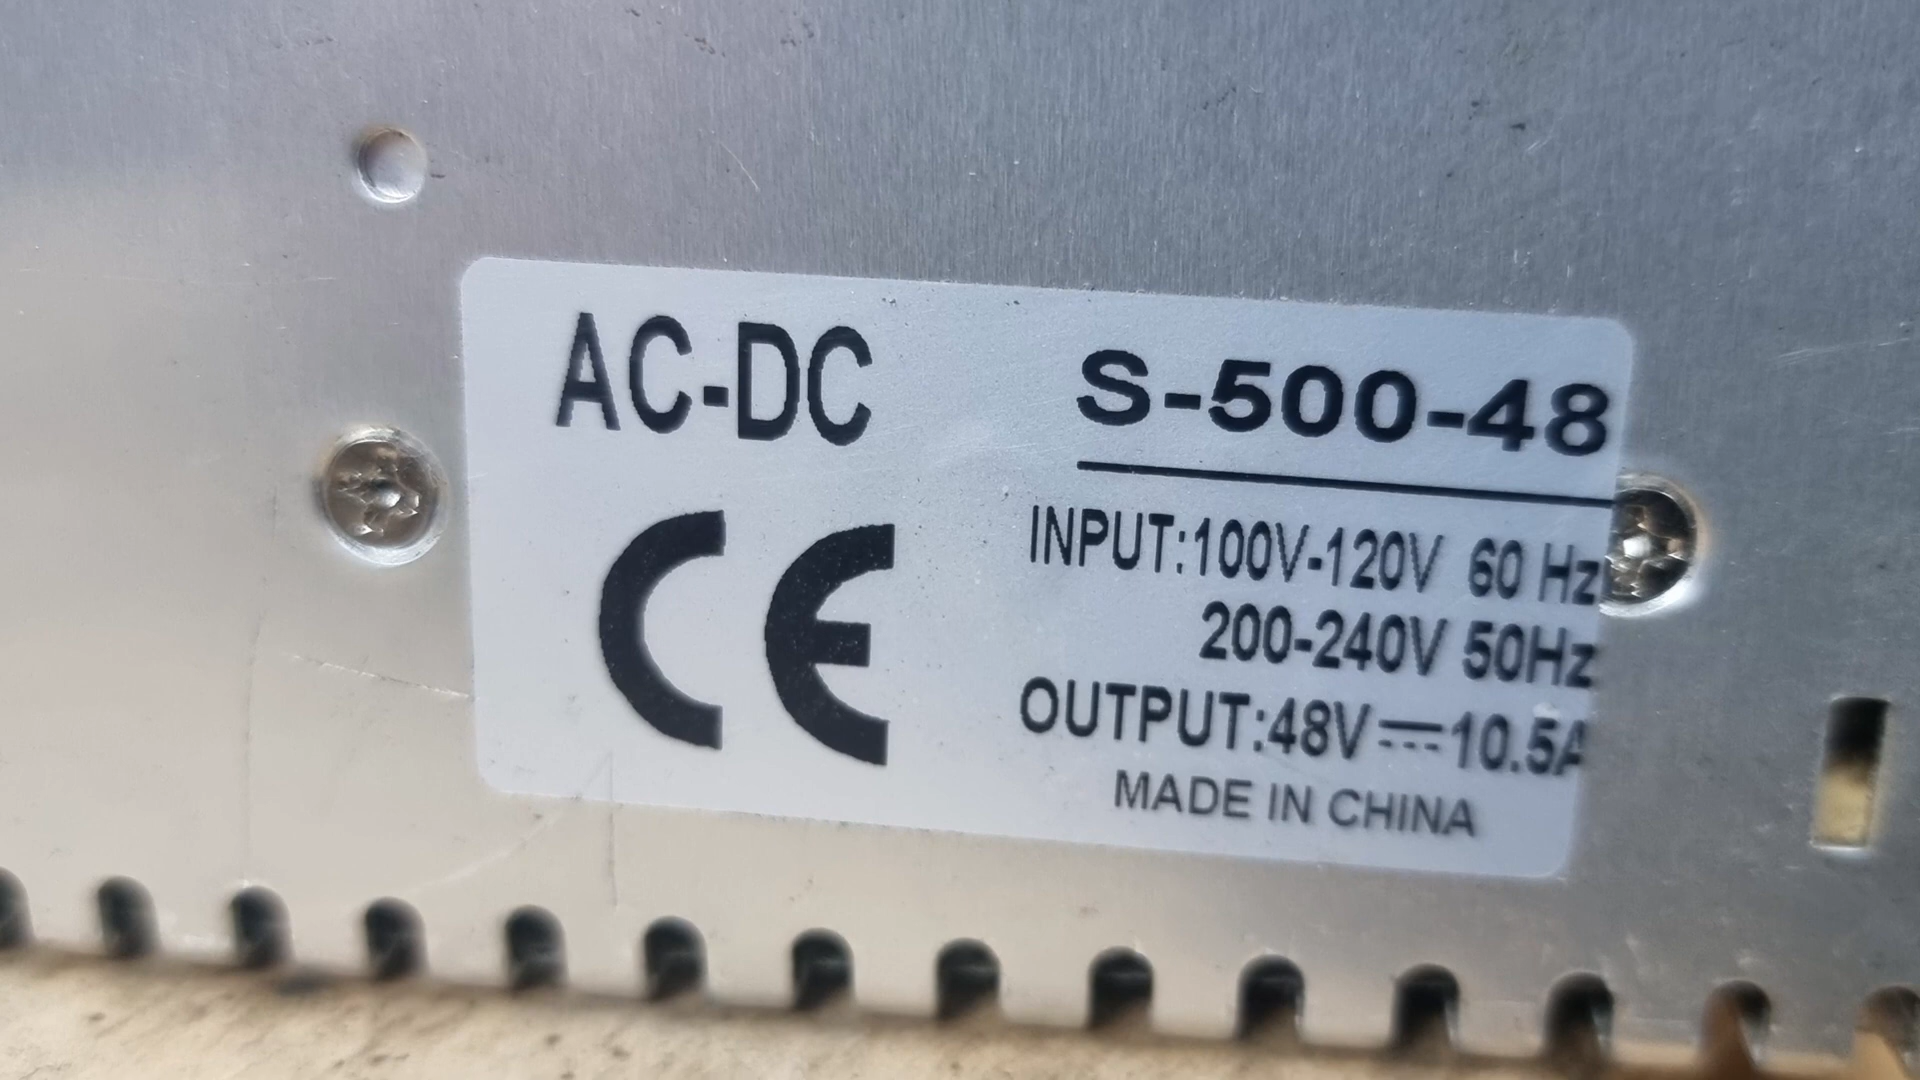 AC-DC
S-500-48
CE
INPUT:100V-120V 60 Hz
200-240V 50Hz
OUTPUT:48V⎓10.5A
MADE IN CHINA